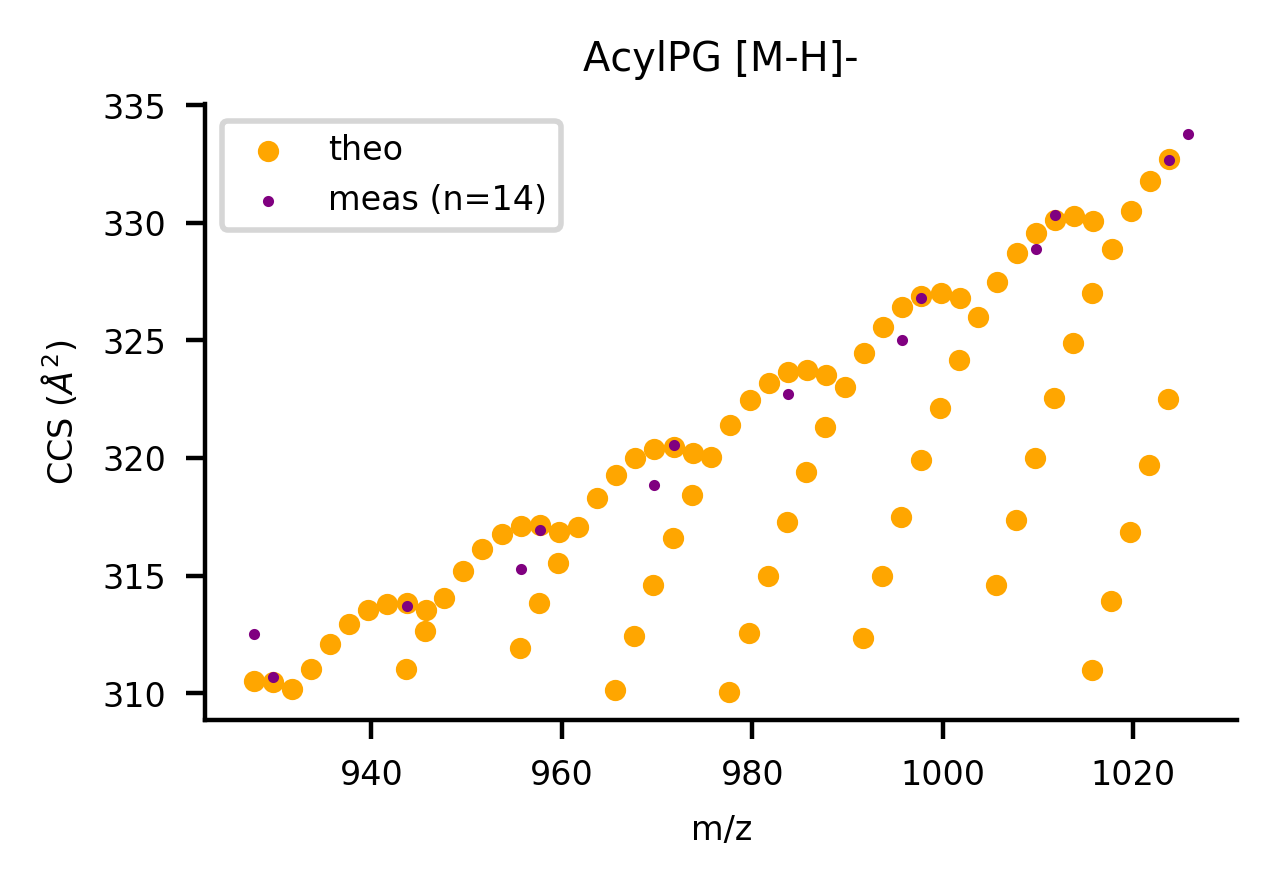 AcylPG [M-H]-
335
330
325
320
315
310
CCS (Å²)
theo
meas (n=14)
940
960
980
1000
1020
m/z